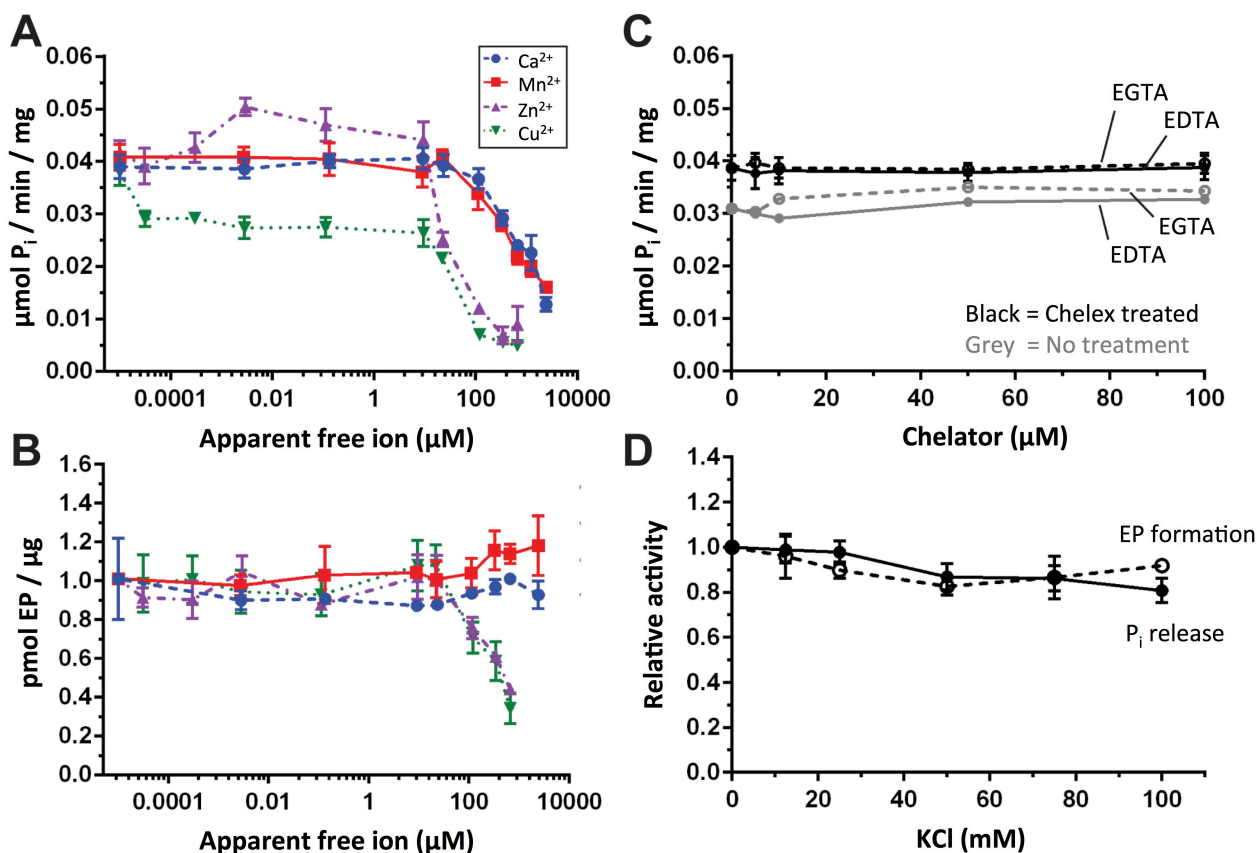 A
0.06
0.05
0.04
0.03
0.02
0.01
0.00
µmol Pi / min / mg
0.0001
0.01
1
100
10000
Apparent free ion (µM)
Ca2+
Mn2+
Zn2+
Cu2+
B
1.6
1.4
1.2
1.0
0.8
0.6
0.4
0.2
0.0
pmol EP / µg
0.0001
0.01
1
100
10000
Apparent free ion (µM)
C
0.06
0.05
0.04
0.03
0.02
0.01
0.00
µmol Pi / min / mg
EGTA
EDTA
EGTA
EDTA
Black = Chelex treated
Grey = No treatment
0
20
40
60
80
100
Chelator (µM)
D
1.4
1.2
1.0
0.8
0.6
0.4
0.2
0.0
Relative activity
EP formation
Pi release
0
20
40
60
80
100
KCl (mM)